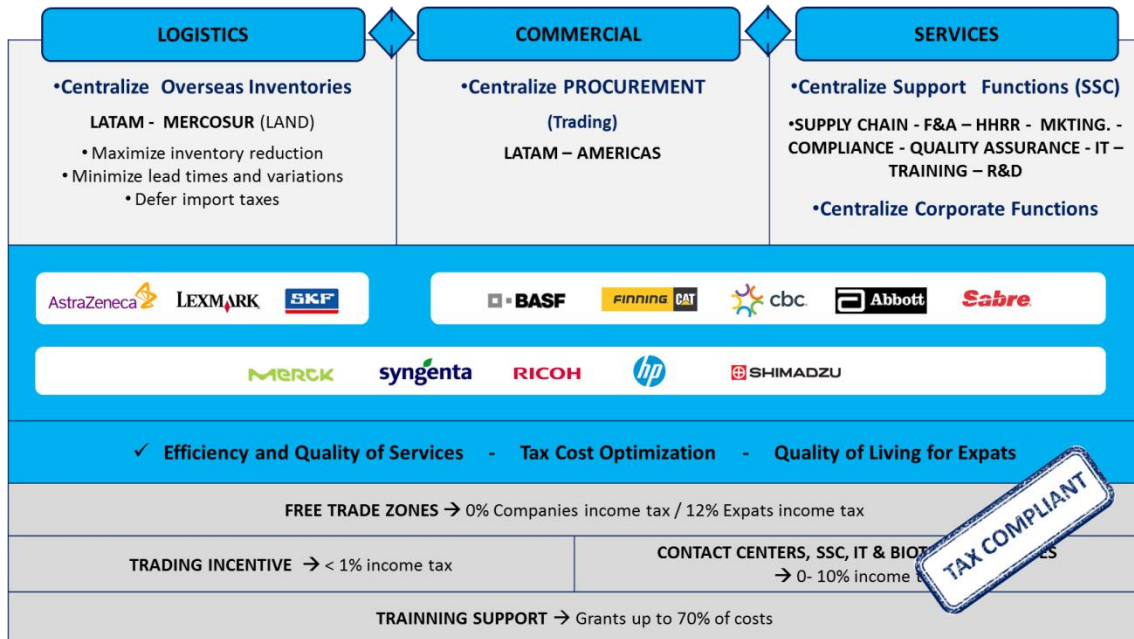 LOGISTICS
COMMERCIAL
SERVICES
•Centralize Overseas Inventories
LATAM - MERCOSUR (LAND)
• Maximize inventory reduction
• Minimize lead times and variations
• Defer import taxes
•Centralize PROCUREMENT
(Trading)
LATAM – AMERICAS
•Centralize Support Functions (SSC)
•SUPPLY CHAIN - F&A – HHRR - MKTING. -
COMPLIANCE - QUALITY ASSURANCE - IT –
TRAINING – R&D
•Centralize Corporate Functions
AstraZeneca LEXMARK SKF
BASF FINNING CAT cbc Abbott Sabre
MERCK syngenta RICOH hp SHIMADZU
✓ Efficiency and Quality of Services - Tax Cost Optimization - Quality of Living for Expats
FREE TRADE ZONES → 0% Companies income tax / 12% Expats income tax
TRADING INCENTIVE → < 1% income tax
CONTACT CENTERS, SSC, IT &
→ 0- 10% income
TAX COMPLIANT
TRAINNING SUPPORT → Grants up to 70% of costs